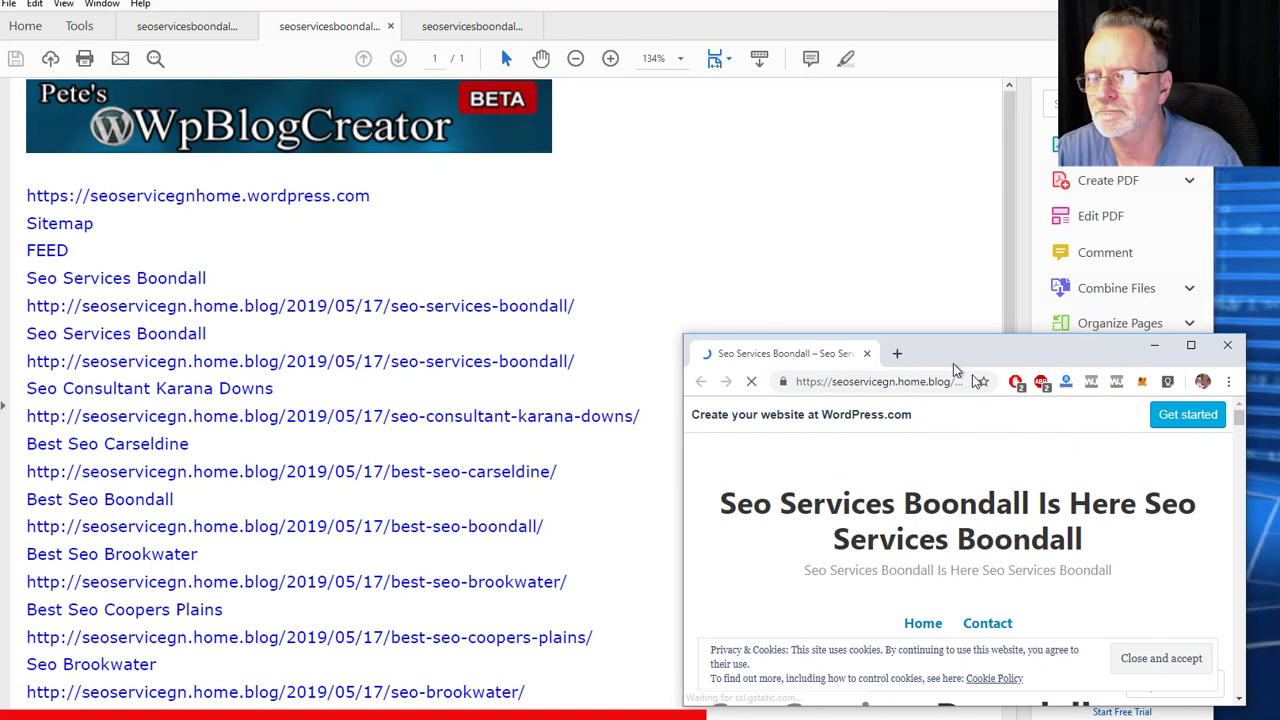 File Edit View Window Help
Home Tools seoservicesboondal... seoservicesboondal... × seoservicesboondal...
1 / 1 134%
Pete's
WpBlogCreator
BETA
https://seoservicegnhome.wordpress.com
Sitemap
FEED
Seo Services Boondall
http://seoservicegn.home.blog/2019/05/17/seo-services-boondall/
Seo Services Boondall
http://seoservicegn.home.blog/2019/05/17/seo-services-boondall/
Seo Consultant Karana Downs
http://seoservicegn.home.blog/2019/05/17/seo-consultant-karana-downs/
Best Seo Carseldine
http://seoservicegn.home.blog/2019/05/17/best-seo-carseldine/
Best Seo Boondall
http://seoservicegn.home.blog/2019/05/17/best-seo-boondall/
Best Seo Brookwater
http://seoservicegn.home.blog/2019/05/17/best-seo-brookwater/
Best Seo Coopers Plains
http://seoservicegn.home.blog/2019/05/17/best-seo-coopers-plains/
Seo Brookwater
http://seoservicegn.home.blog/2019/05/17/seo-brookwater/
Create PDF
Edit PDF
Comment
Combine Files
Organize Pages
Seo Services Boondall – Seo Serv
https://seoservicegn.home.blog/...
2 2
Create your website at WordPress.com
Get started
Seo Services Boondall Is Here Seo
Services Boondall
Seo Services Boondall Is Here Seo Services Boondall
Home Contact
Privacy & Cookies: This site uses cookies. By continuing to use this website, you agree to
their use.
To find out more, including how to control cookies, see here: Cookie Policy
Close and accept
Waiting for ssl.gstatic.com...
Start Free Trial